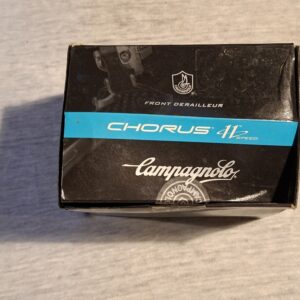 FRONT DERAILLEUR
CHORUS 11 SPEED
Campagnolo